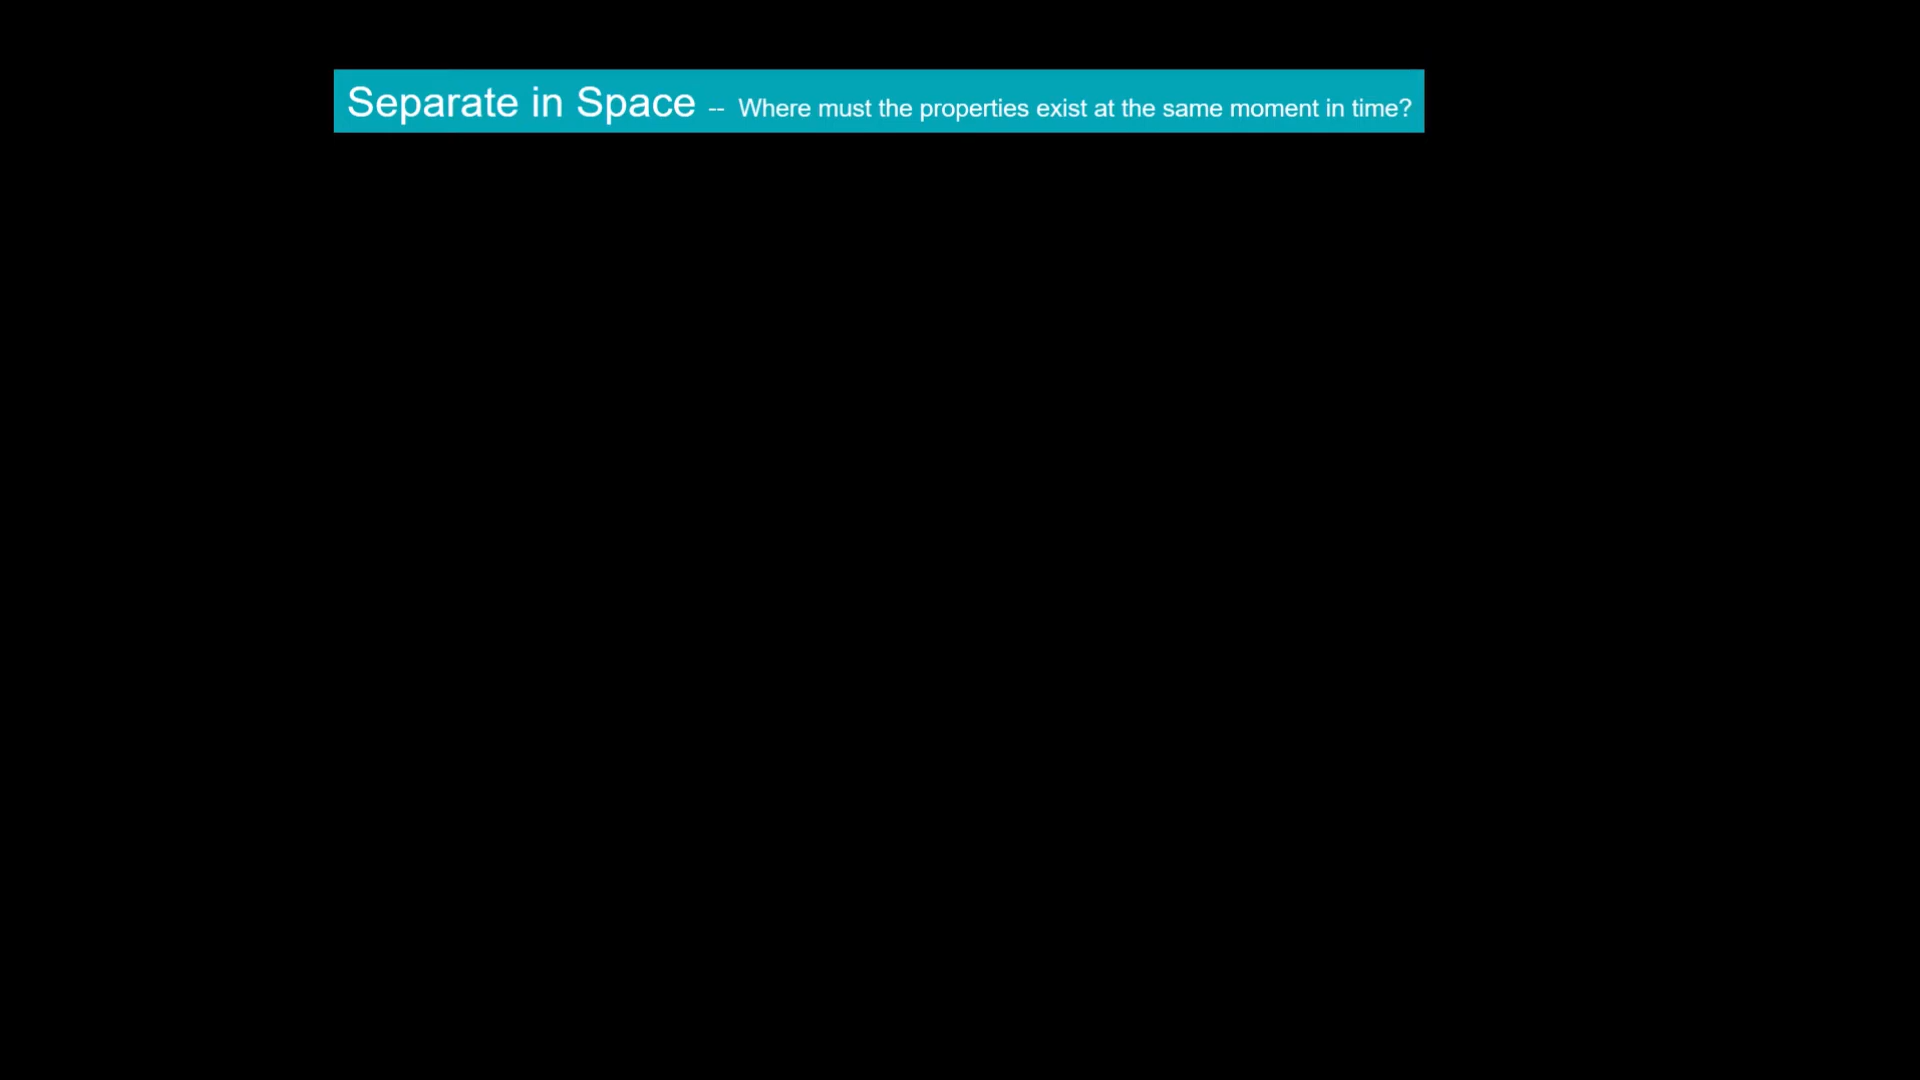 Separate in Space -- Where must the properties exist at the same moment in time?